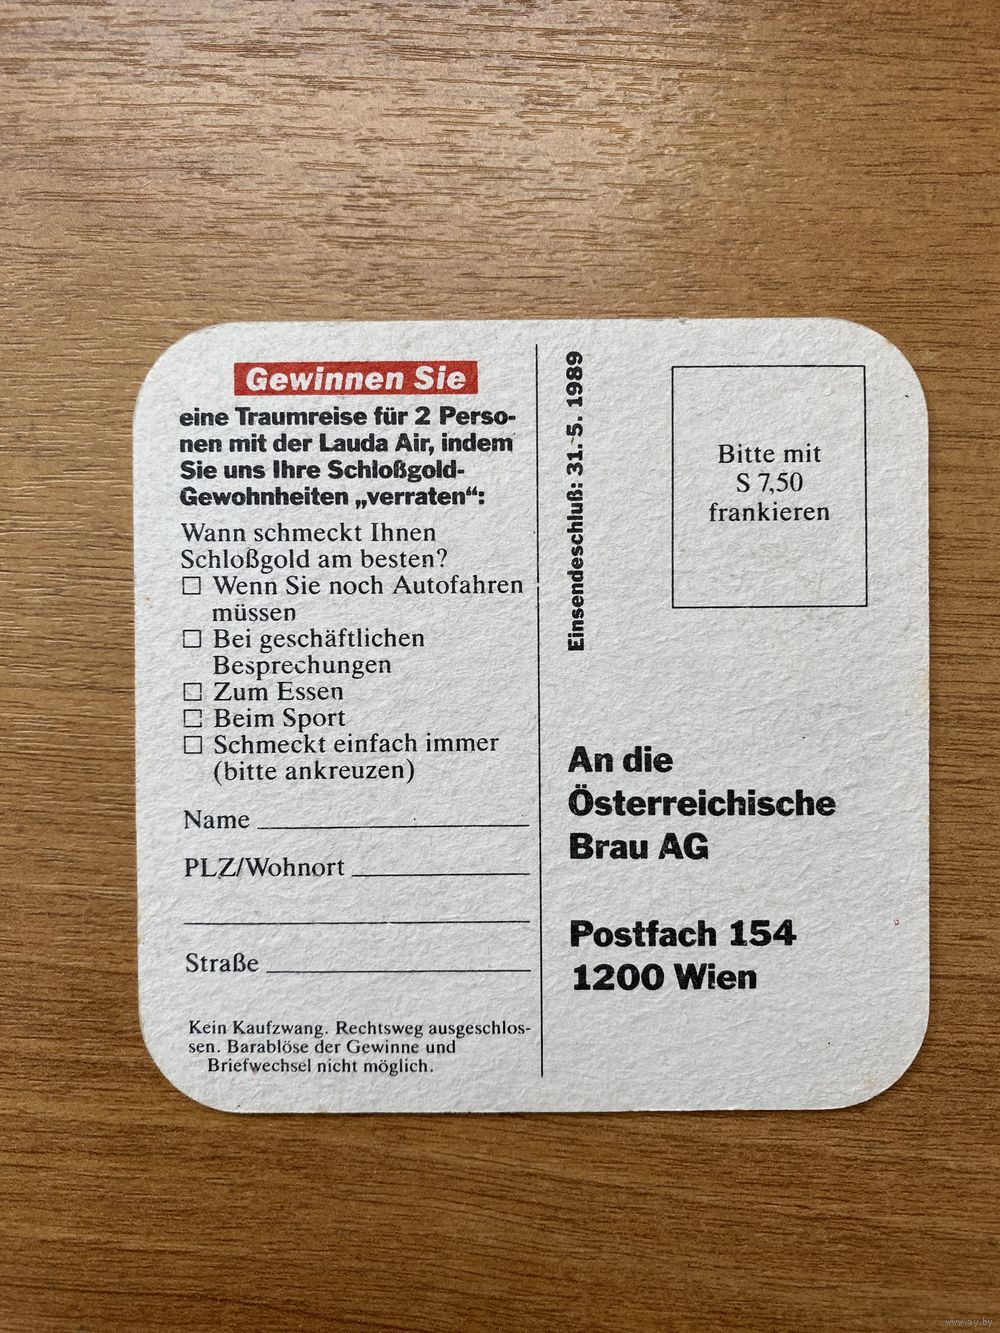 Gewinnen Sie
eine Traumreise für 2 Perso-
nen mit der Lauda Air, indem
Sie uns Ihre Schloßgold-
Gewohnheiten „verraten“:
Wann schmeckt Ihnen
Schloßgold am besten?
☐ Wenn Sie noch Autofahren
müssen
☐ Bei geschäftlichen
Besprechungen
☐ Zum Essen
☐ Beim Sport
☐ Schmeckt einfach immer
(bitte ankreuzen)
Name
PLZ/Wohnort
Straße
Kein Kaufzwang. Rechtsweg ausgeschlos-
sen. Barablöse der Gewinne und
Briefwechsel nicht möglich.
Einsendeschluß: 31. 5. 1989
Bitte mit
S 7,50
frankieren
An die
Österreichische
Brau AG
Postfach 154
1200 Wien
www.ay.by